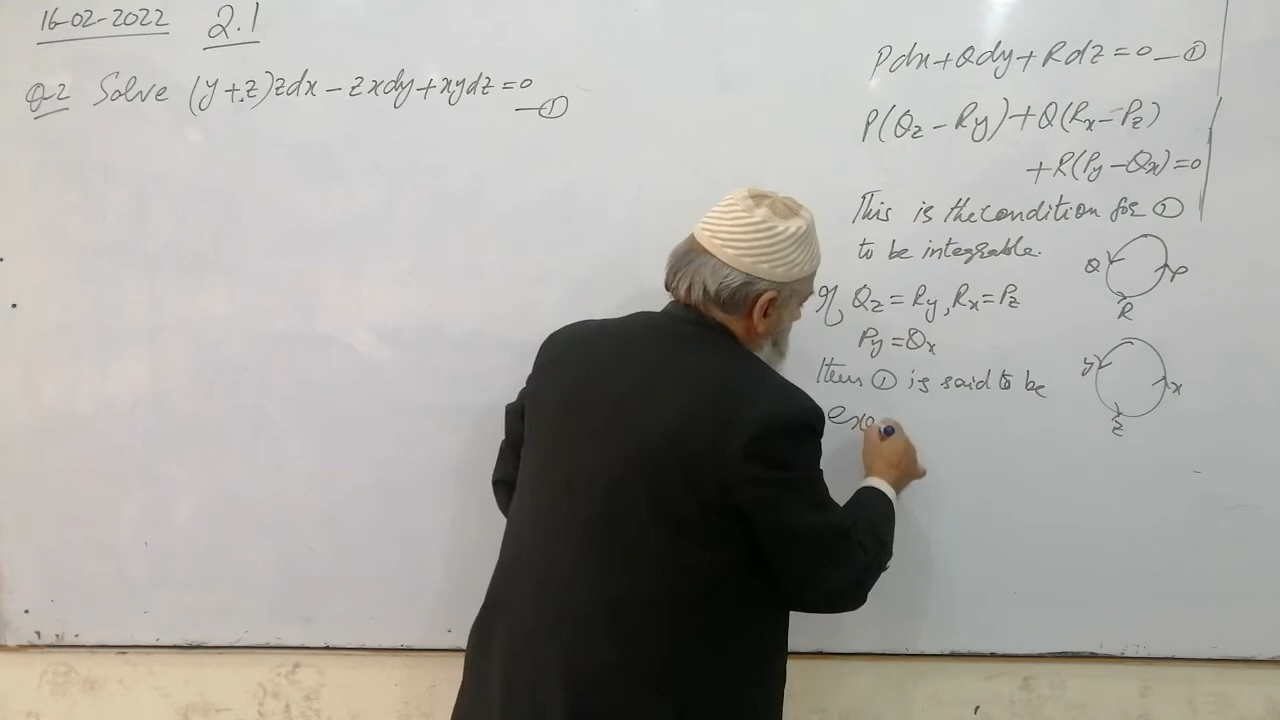 16-02-2022 2.1
Q-2 Solve (y+z)zdx - zxdy + xydz = 0
—①
Pdx+Qdy+Rdz=0 —①
P(Qz - Ry) + Q(Rx - Pz)
+R(Py - Qx) = 0
This is the condition for ①
to be integrable.
If, Qz = Ry, Rx = Pz
Py = Qx
then ① is said to be
exa
Q P
R
y x
z